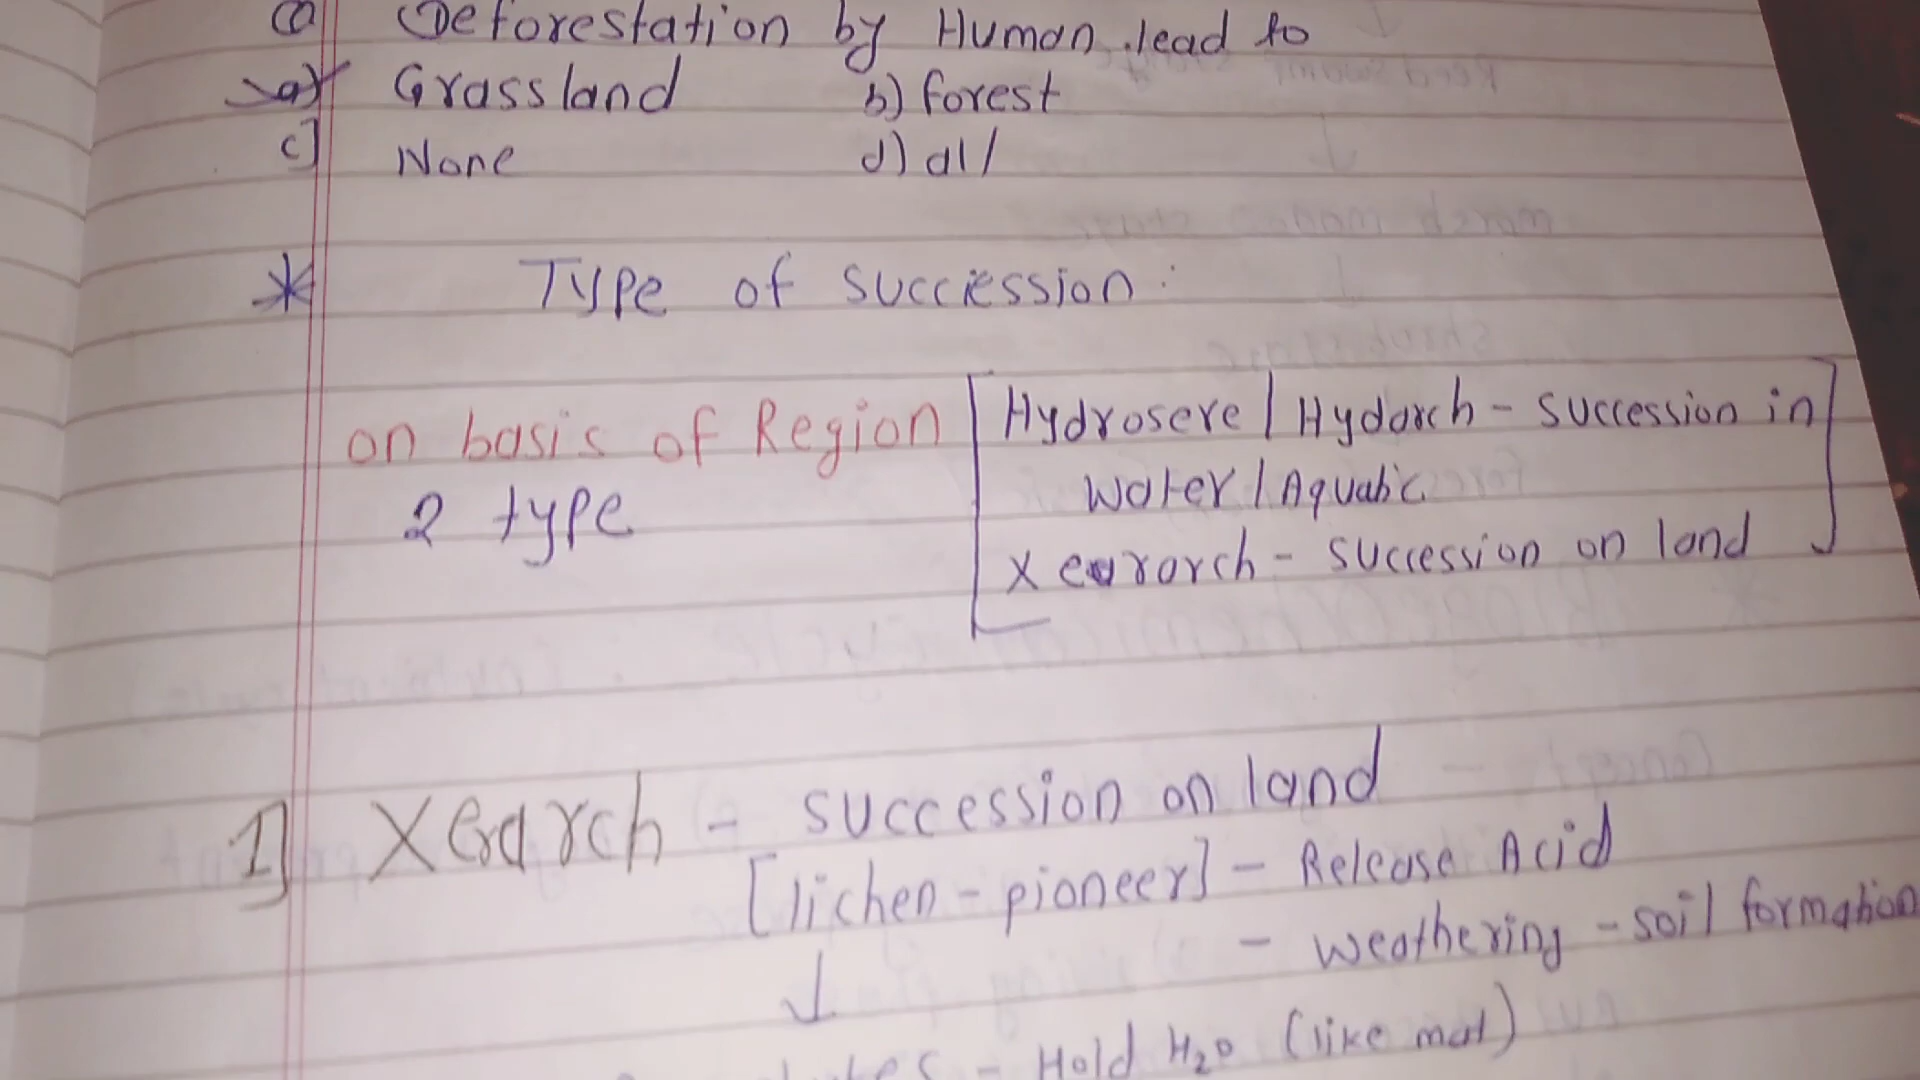 Q Deforestation by Human lead to
a) Grassland b) forest
c] None d) all
* Type of succession:
on basis of Region [Hydrosere / Hydarch - succession in
2 type Water / Aquatic
Xerarch - succession on land]
1] Xerarch - succession on land
[lichen - pioneer] - Release Acid
- weathering - soil formation
↓
- Hold H₂O (like mat)